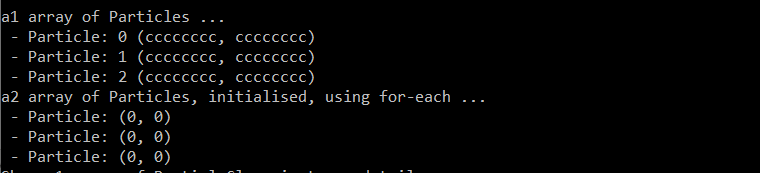 a1 array of Particles ...
- Particle: 0 (cccccccc, cccccccc)
- Particle: 1 (cccccccc, cccccccc)
- Particle: 2 (cccccccc, cccccccc)
a2 array of Particles, initialised, using for-each ...
- Particle: (0, 0)
- Particle: (0, 0)
- Particle: (0, 0)